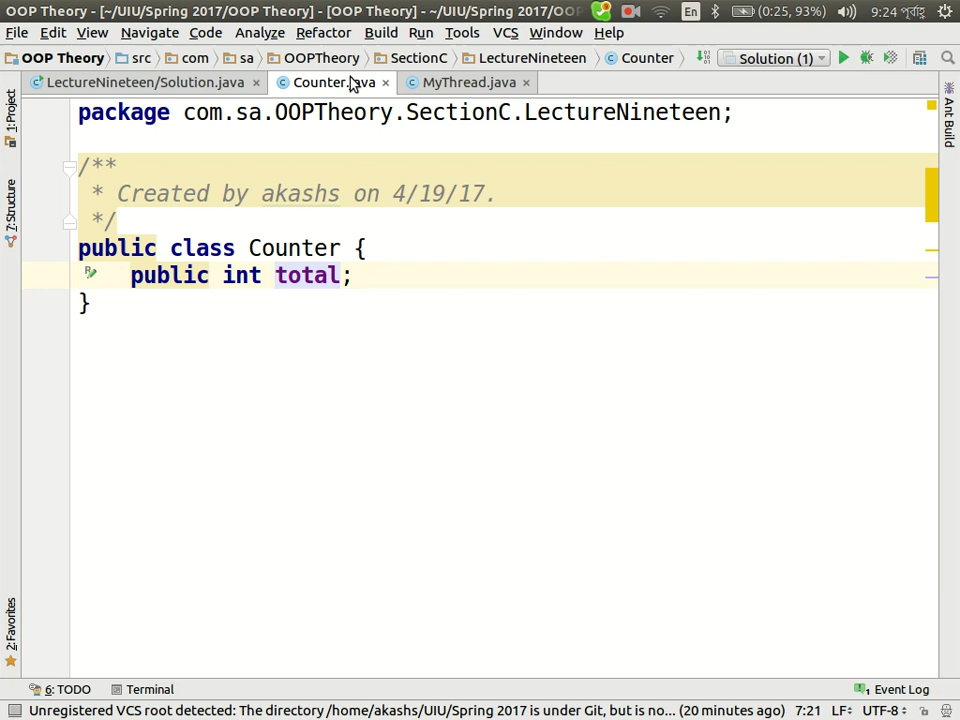 OOP Theory - [~/UIU/Spring 2017/OOP Theory] - [OOP Theory] - ~/UIU/Spring 2017/OO
En
(0:25, 93%)
9:24 পূর্বাহ্ণ
File Edit View Navigate Code Analyze Refactor Build Run Tools VCS Window Help
OOP Theory src com sa OOPTheory SectionC LectureNineteen Counter Solution (1)
LectureNineteen/Solution.java Counter.java MyThread.java
1: Project
7: Structure
2: Favorites
Ant Build
package com.sa.OOPTheory.SectionC.LectureNineteen;
/**
* Created by akashs on 4/19/17.
*/
public class Counter {
public int total;
}
6: TODO Terminal Event Log
Unregistered VCS root detected: The directory /home/akashs/UIU/Spring 2017 is under Git, but is no... (20 minutes ago) 7:21 LF UTF-8